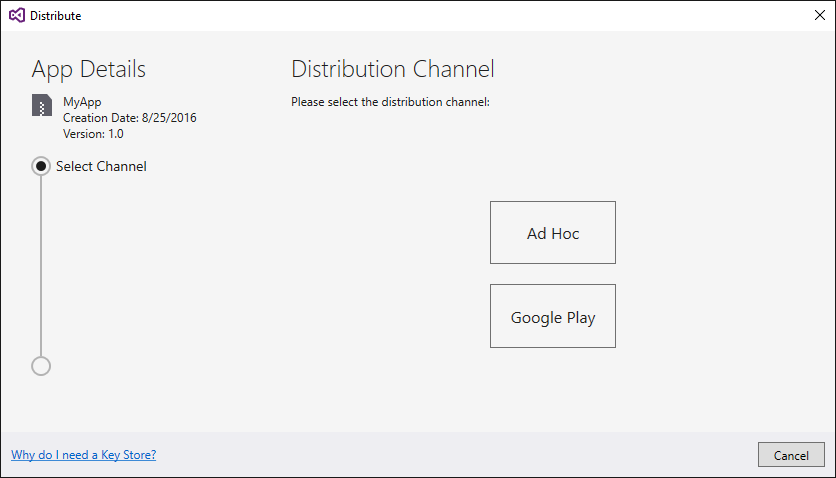 Distribute
App Details
MyApp
Creation Date: 8/25/2016
Version: 1.0
Select Channel
Distribution Channel
Please select the distribution channel:
Ad Hoc
Google Play
Why do I need a Key Store?
Cancel